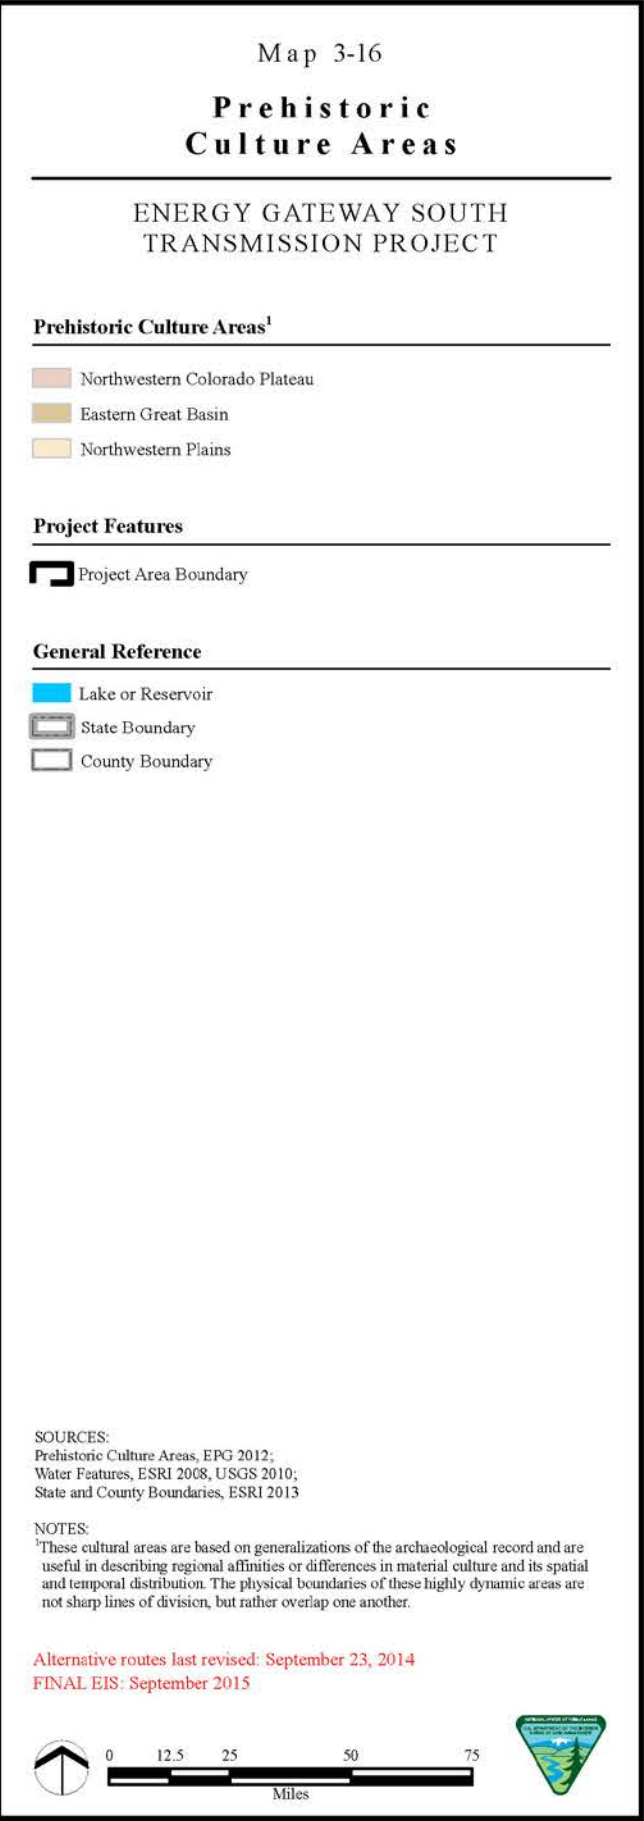 Map 3-16
Prehistoric
Culture Areas
ENERGY GATEWAY SOUTH
TRANSMISSION PROJECT
Prehistoric Culture Areas¹
Northwestern Colorado Plateau
Eastern Great Basin
Northwestern Plains
Project Features
Project Area Boundary
General Reference
Lake or Reservoir
State Boundary
County Boundary
SOURCES:
Prehistoric Culture Areas, EPG 2012;
Water Features, ESRI 2008, USGS 2010;
State and County Boundaries, ESRI 2013
NOTES:
¹These cultural areas are based on generalizations of the archaeological record and are
useful in describing regional affinities or differences in material culture and its spatial
and temporal distribution. The physical boundaries of these highly dynamic areas are
not sharp lines of division, but rather overlap one another.
Alternative routes last revised: September 23, 2014
FINAL EIS: September 2015
0 12.5 25 50 75
Miles